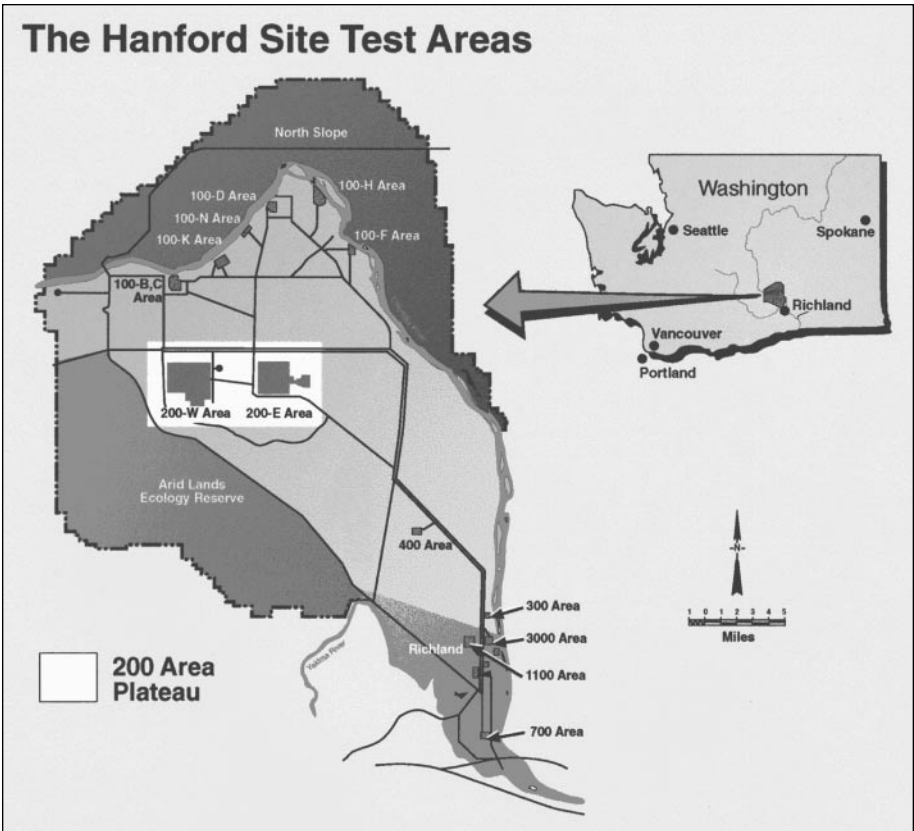 The Hanford Site Test Areas
North Slope
100-H Area
100-D Area
100-N Area
100-K Area
100-F Area
100-B,C
Area
200-W Area
200-E Area
Arid Lands
Ecology Reserve
400 Area
300 Area
3000 Area
Richland
1100 Area
700 Area
Yakima River
200 Area
Plateau
Washington
Seattle
Spokane
Richland
Vancouver
Portland
-N-
1 0 1 2 3 4 5
Miles